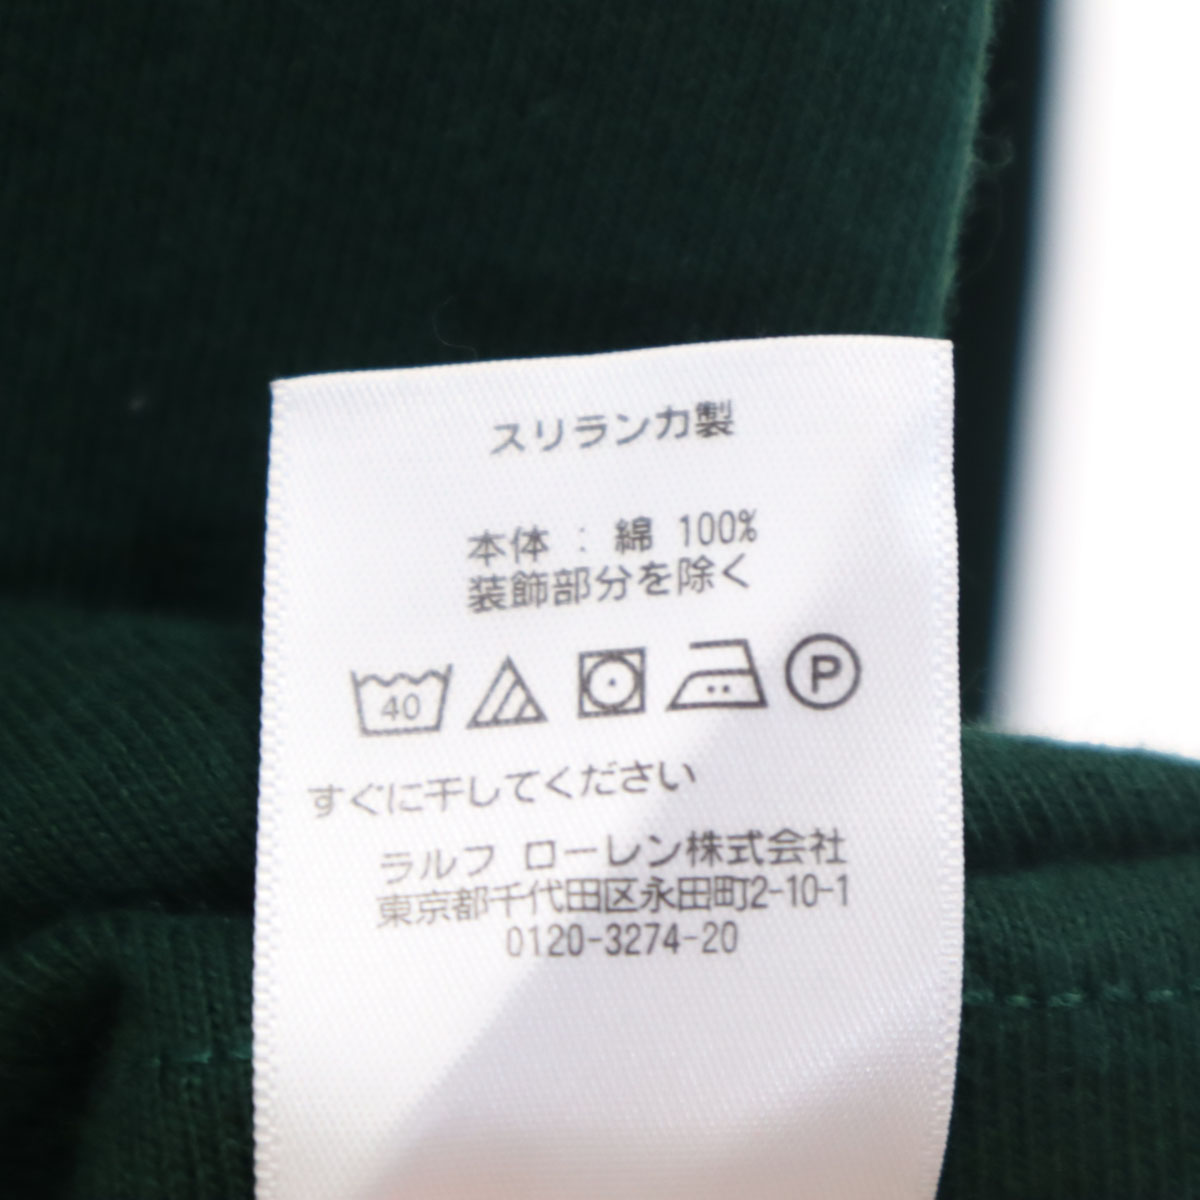 スリランカ製
本体 : 綿 100%
装飾部分を除く
40 P
すぐに干してください
ラルフ ローレン株式会社
東京都千代田区永田町2-10-1
0120-3274-20